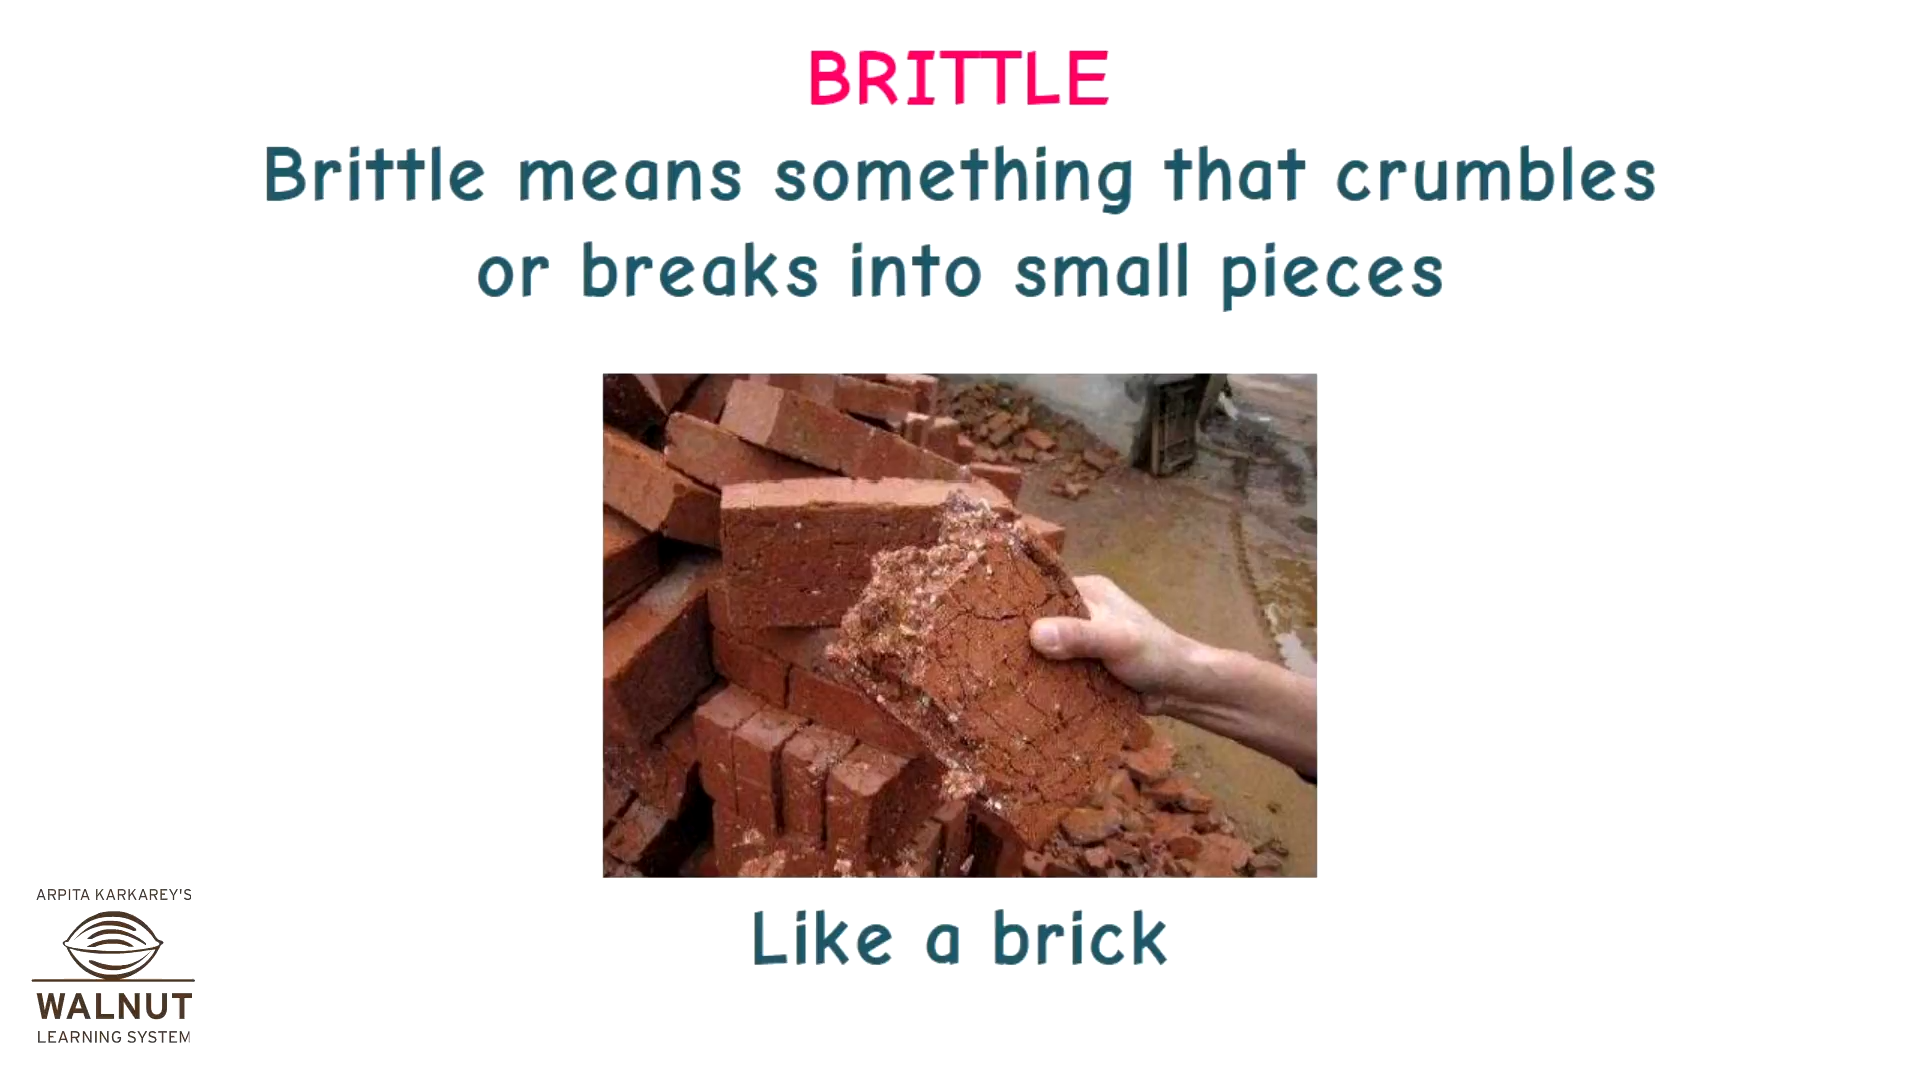 BRITTLE
Brittle means something that crumbles
or breaks into small pieces
Like a brick
ARPITA KARKAREY'S
WALNUT
LEARNING SYSTEM